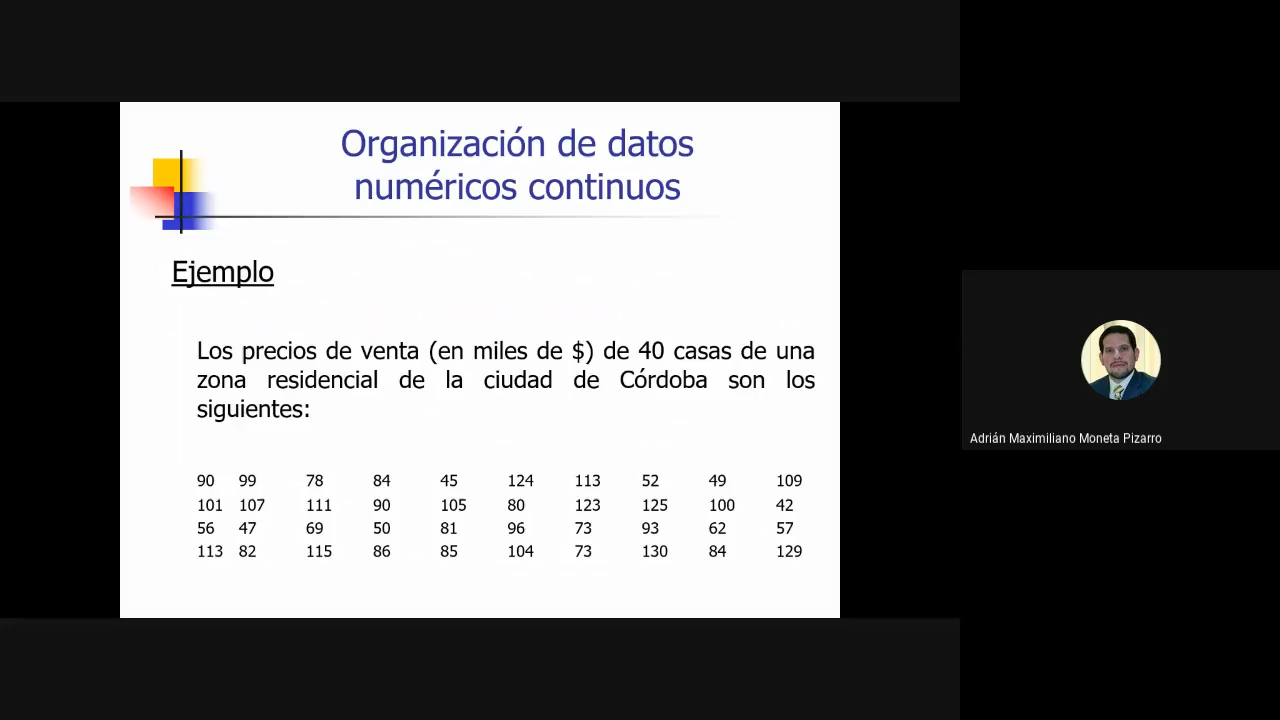 Organización de datos
numéricos continuos
Ejemplo
Los precios de venta (en miles de $) de 40 casas de una
zona residencial de la ciudad de Córdoba son los
siguientes:
90 99 78 84 45 124 113 52 49 109
101 107 111 90 105 80 123 125 100 42
56 47 69 50 81 96 73 93 62 57
113 82 115 86 85 104 73 130 84 129
Adrián Maximiliano Moneta Pizarro